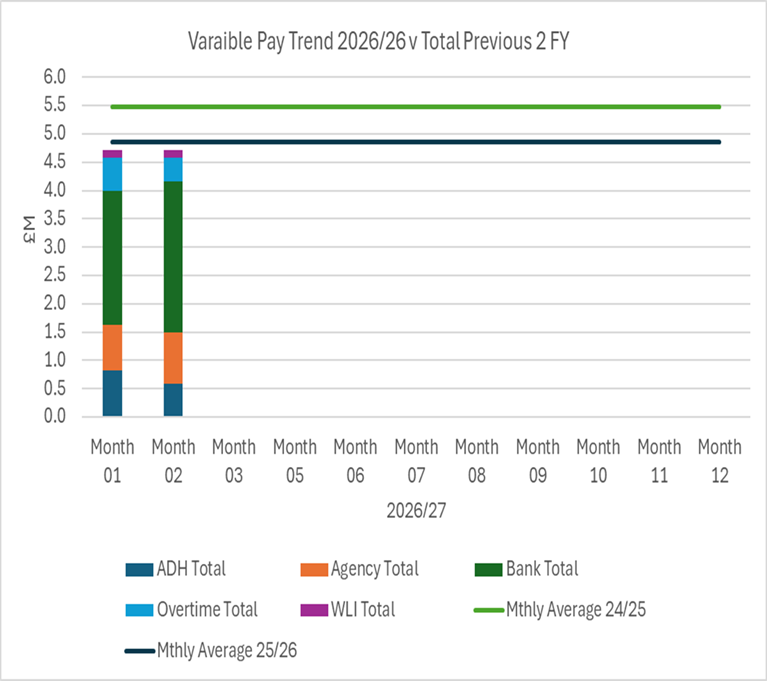 Varaible Pay Trend 2026/26 v Total Previous 2 FY
6.0
5.5
5.0
4.5
4.0
3.5
3.0
2.5
2.0
1.5
1.0
0.5
0.0
£M
Month Month Month Month Month Month Month Month Month Month Month
01 02 03 05 06 07 08 09 10 11 12
2026/27
ADH Total Agency Total Bank Total
Overtime Total WLI Total Mthly Average 24/25
Mthly Average 25/26